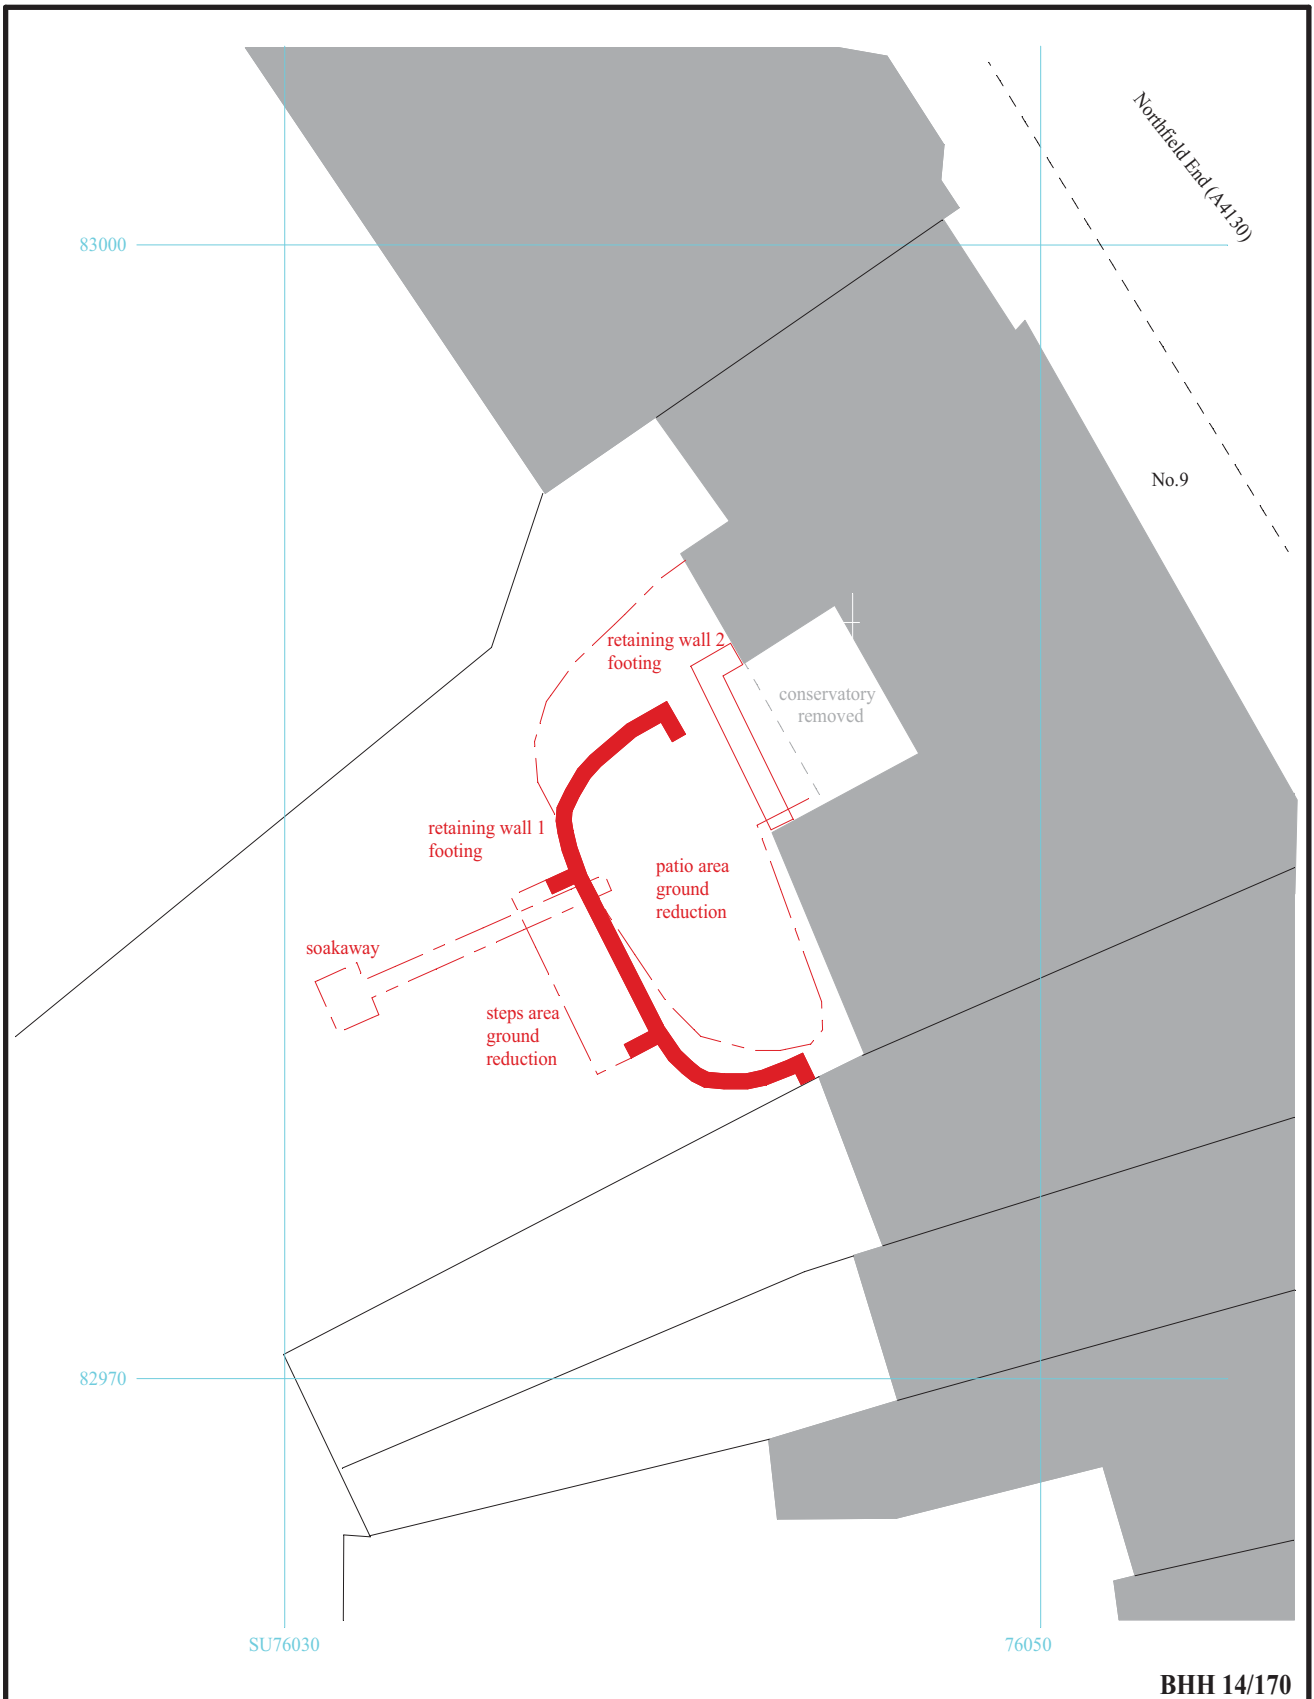 Northfield End (A4130)
83000
No.9
retaining wall 2
footing
conservatory
removed
retaining wall 1
footing
patio area
ground
reduction
soakaway
steps area
ground
reduction
82970
SU76030
76050
BHH 14/170